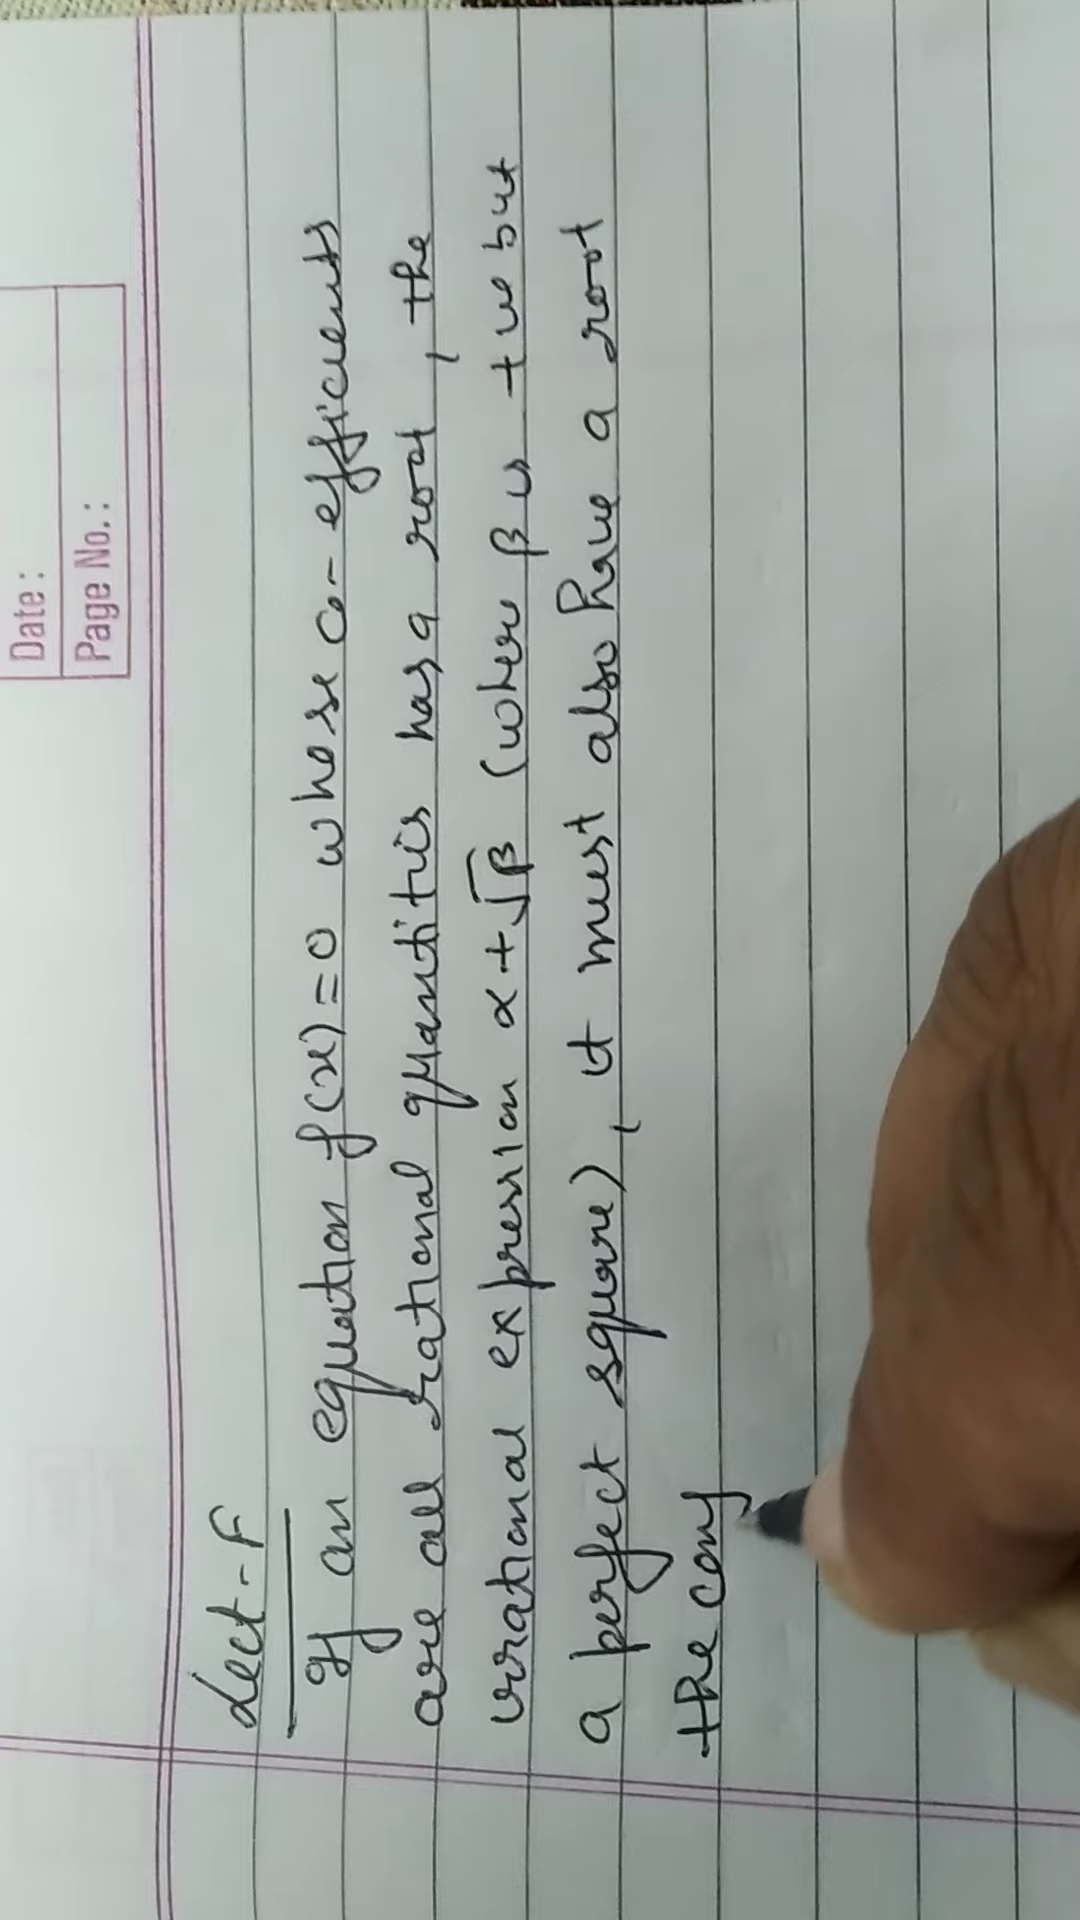 Date :
Page No. :
Lect - F
If an equation f(x) = 0 whose co-efficients
are all rational quantities has a root , the
irrational expression α + √β (where β is +ve but
a perfect square) , it must also have a root
the conj